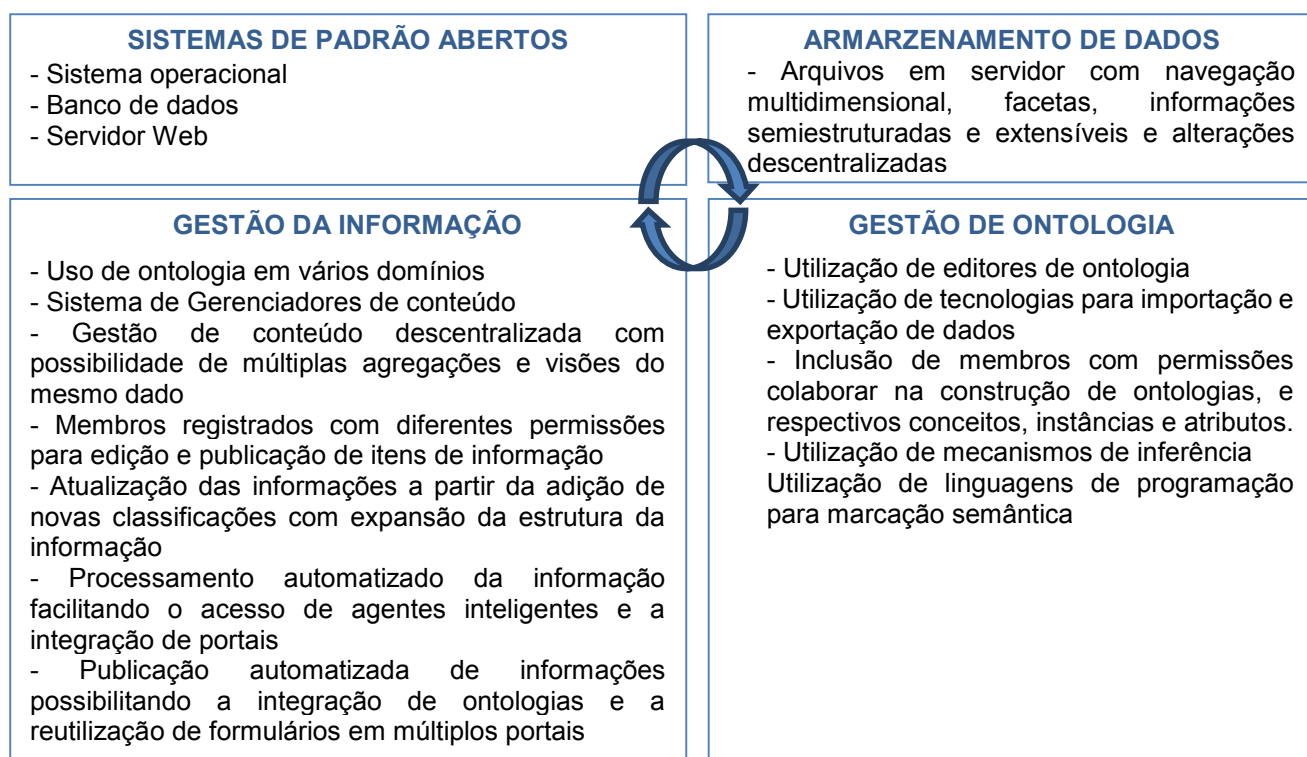 SISTEMAS DE PADRÃO ABERTOS
- Sistema operacional
- Banco de dados
- Servidor Web
ARMARZENAMENTO DE DADOS
- Arquivos em servidor com navegação
multidimensional, facetas, informações
semiestruturadas e extensíveis e alterações
descentralizadas
GESTÃO DA INFORMAÇÃO
- Uso de ontologia em vários domínios
- Sistema de Gerenciadores de conteúdo
- Gestão de conteúdo descentralizada com
possibilidade de múltiplas agregações e visões do
mesmo dado
- Membros registrados com diferentes permissões
para edição e publicação de itens de informação
- Atualização das informações a partir da adição de
novas classificações com expansão da estrutura da
informação
- Processamento automatizado da informação
facilitando o acesso de agentes inteligentes e a
integração de portais
- Publicação automatizada de informações
possibilitando a integração de ontologias e a
reutilização de formulários em múltiplos portais
GESTÃO DE ONTOLOGIA
- Utilização de editores de ontologia
- Utilização de tecnologias para importação e
exportação de dados
- Inclusão de membros com permissões
colaborar na construção de ontologias, e
respectivos conceitos, instâncias e atributos.
- Utilização de mecanismos de inferência
Utilização de linguagens de programação
para marcação semântica